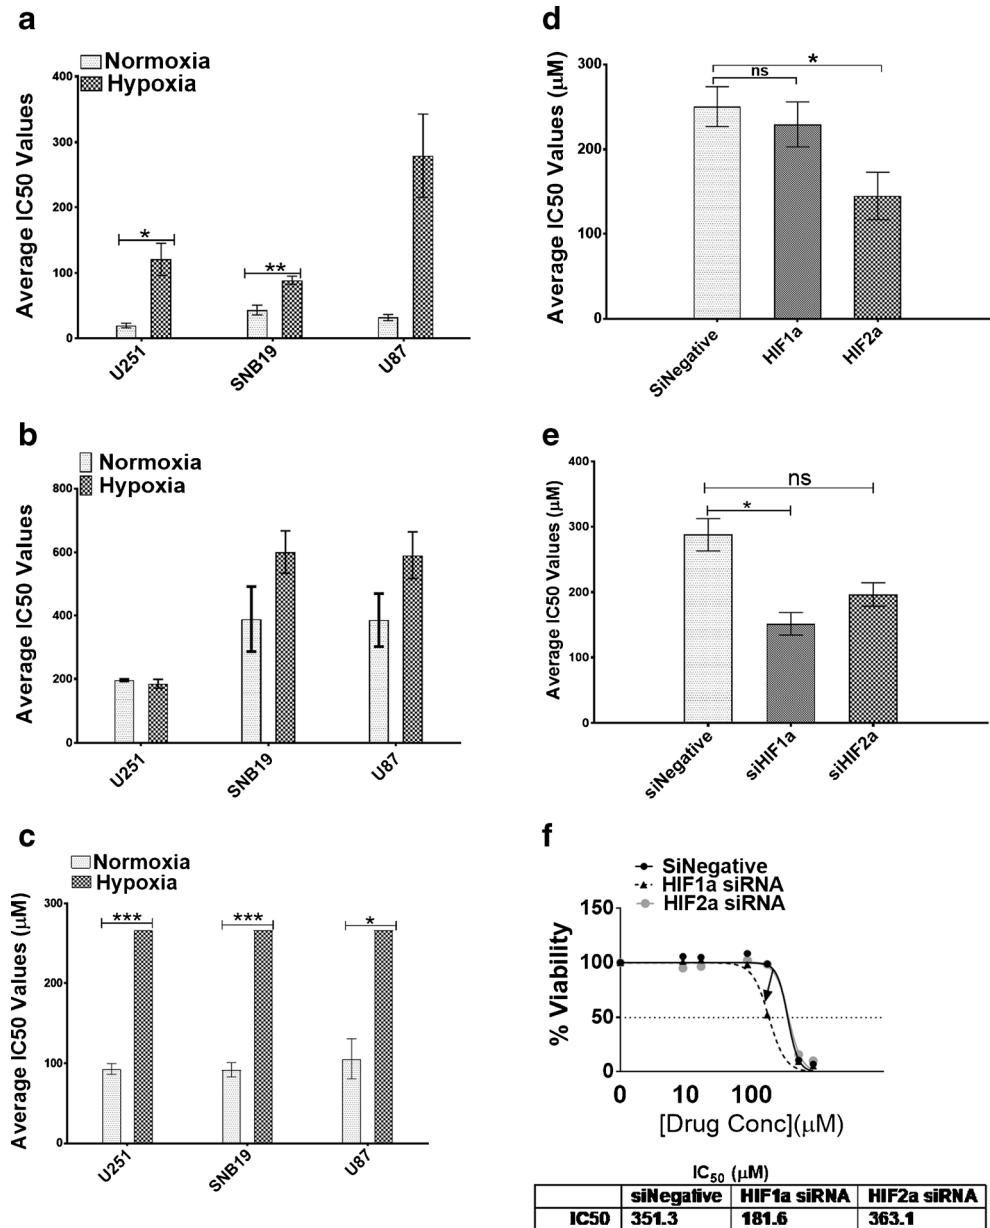 a
Normoxia
Hypoxia
Average IC50 Values
400
300
200
100
0
*
**
U251
SNB19
U87
b
Normoxia
Hypoxia
Average IC50 Values
800
600
400
200
0
U251
SNB19
U87
c
Normoxia
Hypoxia
Average IC50 Values (μM)
300
200
100
0
***
***
*
U251
SNB19
U87
d
Average IC50 Values (μM)
300
200
100
0
*
ns
SiNegative
HIF1a
HIF2a
e
Average IC50 Values (μM)
400
300
200
100
0
ns
*
siNegative
siHIF1a
siHIF2a
f
SiNegative
HIF1a siRNA
HIF2a siRNA
% Viability
150
100
50
0
0 10 100
[Drug Conc](μM)
IC50 (μM)
siNegative HIF1a siRNA HIF2a siRNA
IC50 351.3 181.6 363.1